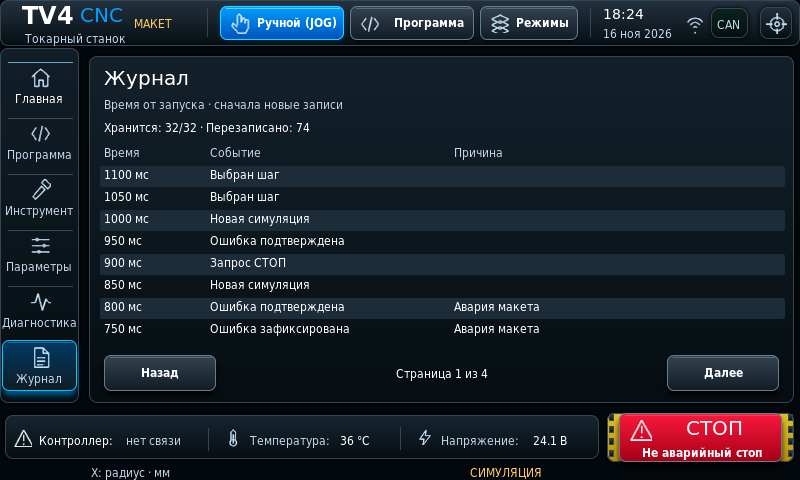 TV4 CNC МАКЕТ
Токарный станок
Ручной (JOG)
Программа
Режимы
18:24
16 ноя 2026
CAN
Главная
Программа
Инструмент
Параметры
Диагностика
Журнал
Журнал
Время от запуска · сначала новые записи
Хранится: 32/32 · Перезаписано: 74
Время Событие Причина
1100 мс Выбран шаг
1050 мс Выбран шаг
1000 мс Новая симуляция
950 мс Ошибка подтверждена
900 мс Запрос СТОП
850 мс Новая симуляция
800 мс Ошибка подтверждена Авария макета
750 мс Ошибка зафиксирована Авария макета
Назад
Страница 1 из 4
Далее
Контроллер: нет связи
Температура: 36 °C
Напряжение: 24.1 В
СТОП
Не аварийный стоп
X: радиус · мм
СИМУЛЯЦИЯ